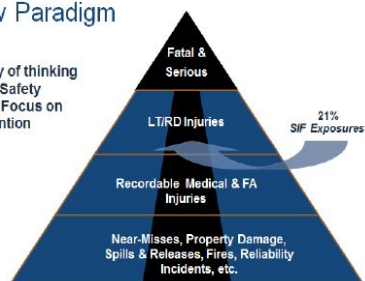 Paradigm
y of thinking
Safety
Focus on
ntion
Fatal &
Serious
LT/RD Injuries
21%
SIF Exposures
Recordable Medical & FA
Injuries
Near-Misses, Property Damage,
Spills & Releases, Fires, Reliability
Incidents, etc.